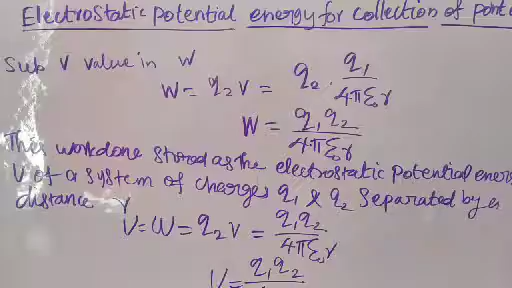 Electrostatic potential energy for collection of point
Sub V value in W
W = q₂V = q₂ . q₁/4πε₀r
W = q₁q₂/4πε₀r
This workdone stored as the electrostatic potential energ
U of a system of charges q₁ & q₂ separated by a
distance r
U = W = q₂V = q₁q₂/4πε₀r
U = q₁q₂